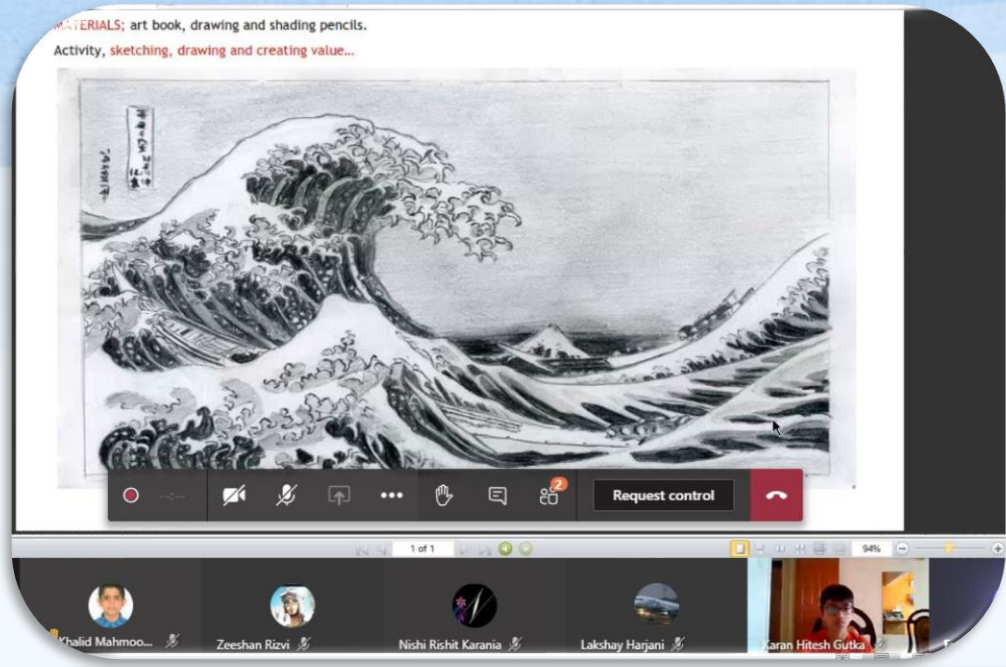 MATERIALS; art book, drawing and shading pencils.
Activity, sketching, drawing and creating value...
2
Request control
1 of 1
94%
Khalid Mahmoo...
Zeeshan Rizvi
Nishi Rishit Karania
Lakshay Harjani
Karan Hitesh Gutka